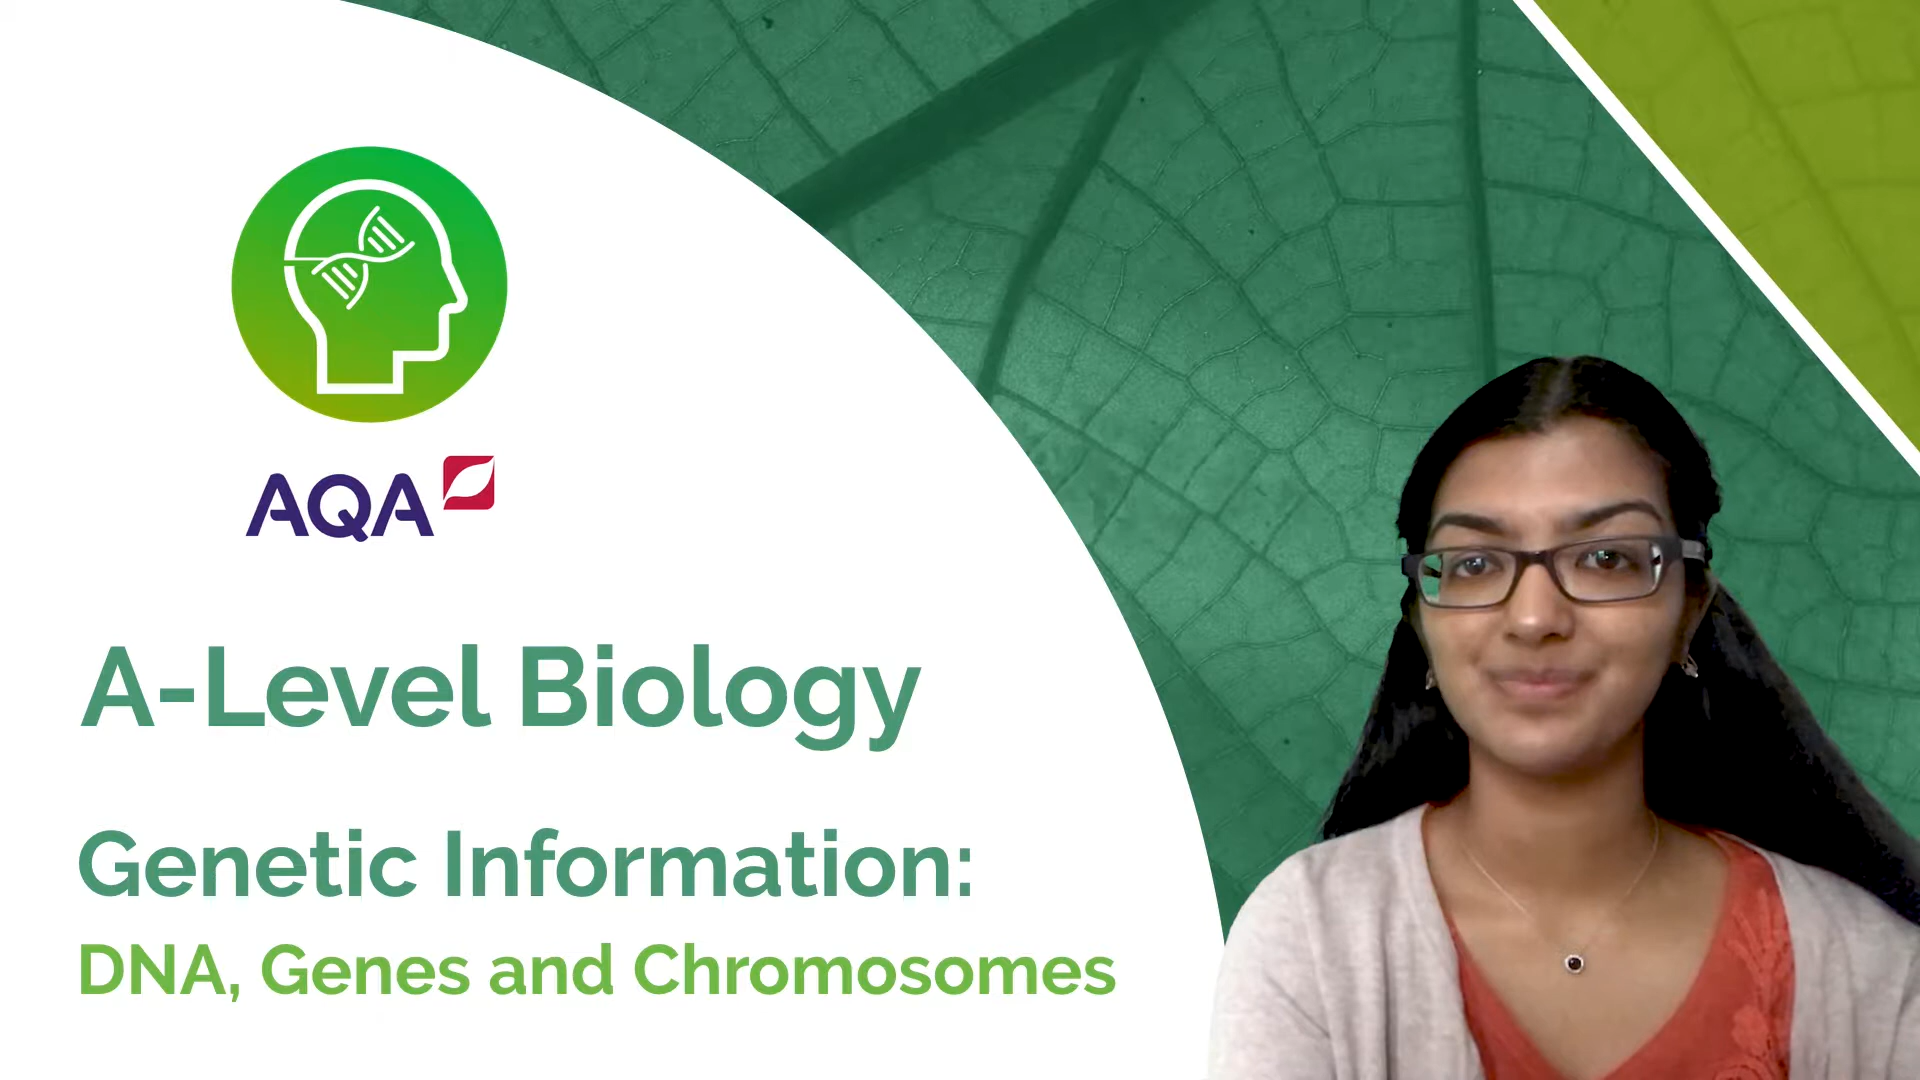 AQA
A-Level Biology
Genetic Information:
DNA, Genes and Chromosomes